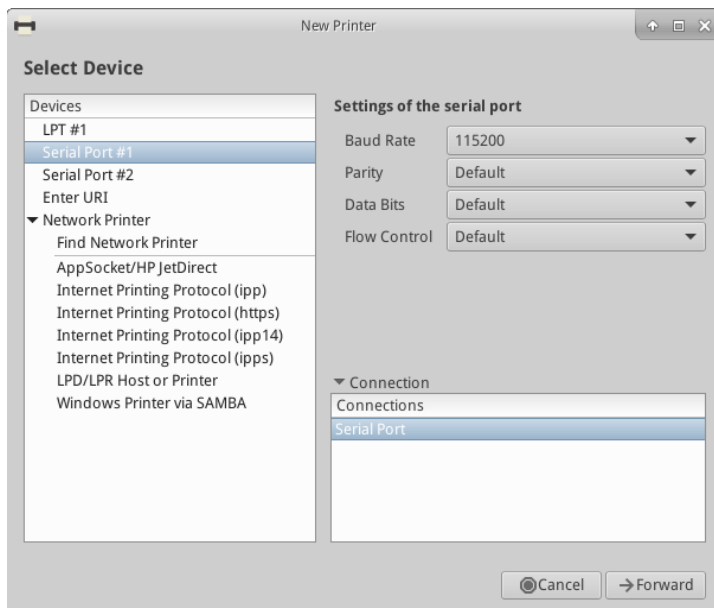 New Printer
Select Device
Devices
LPT #1
Serial Port #1
Serial Port #2
Enter URI
Network Printer
Find Network Printer
AppSocket/HP JetDirect
Internet Printing Protocol (ipp)
Internet Printing Protocol (https)
Internet Printing Protocol (ipp14)
Internet Printing Protocol (ipps)
LPD/LPR Host or Printer
Windows Printer via SAMBA
Settings of the serial port
Baud Rate 115200
Parity Default
Data Bits Default
Flow Control Default
Connection
Connections
Serial Port
Cancel Forward